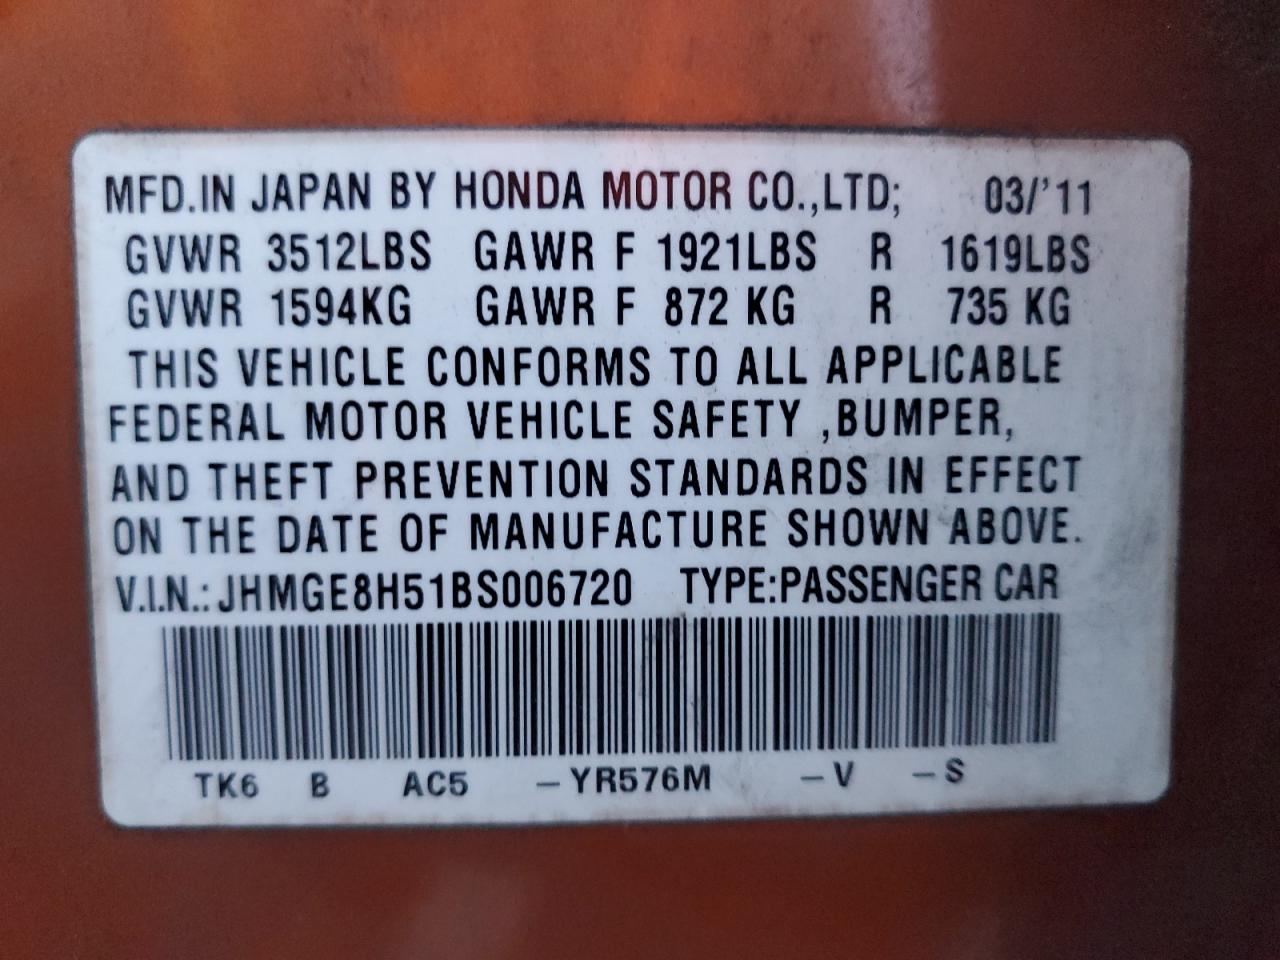 MFD.IN JAPAN BY HONDA MOTOR CO.,LTD; 03/'11
GVWR 3512LBS GAWR F 1921LBS R 1619LBS
GVWR 1594KG GAWR F 872 KG R 735 KG
THIS VEHICLE CONFORMS TO ALL APPLICABLE
FEDERAL MOTOR VEHICLE SAFETY ,BUMPER,
AND THEFT PREVENTION STANDARDS IN EFFECT
ON THE DATE OF MANUFACTURE SHOWN ABOVE.
V.I.N.: JHMGE8H51BS006720 TYPE:PASSENGER CAR
TK6 B AC5 –YR576M –V –S